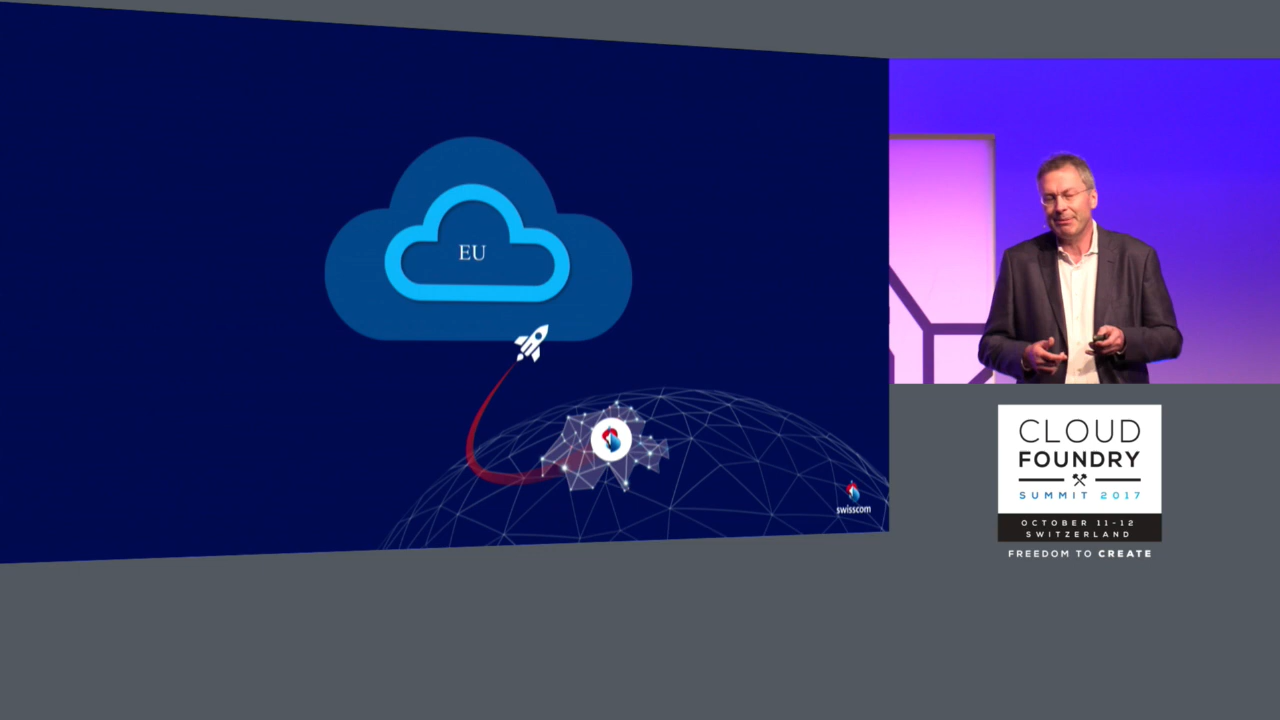 EU
swisscom
CLOUD
FOUNDRY
SUMMIT 2017
OCTOBER 11-12
SWITZERLAND
FREEDOM TO CREATE